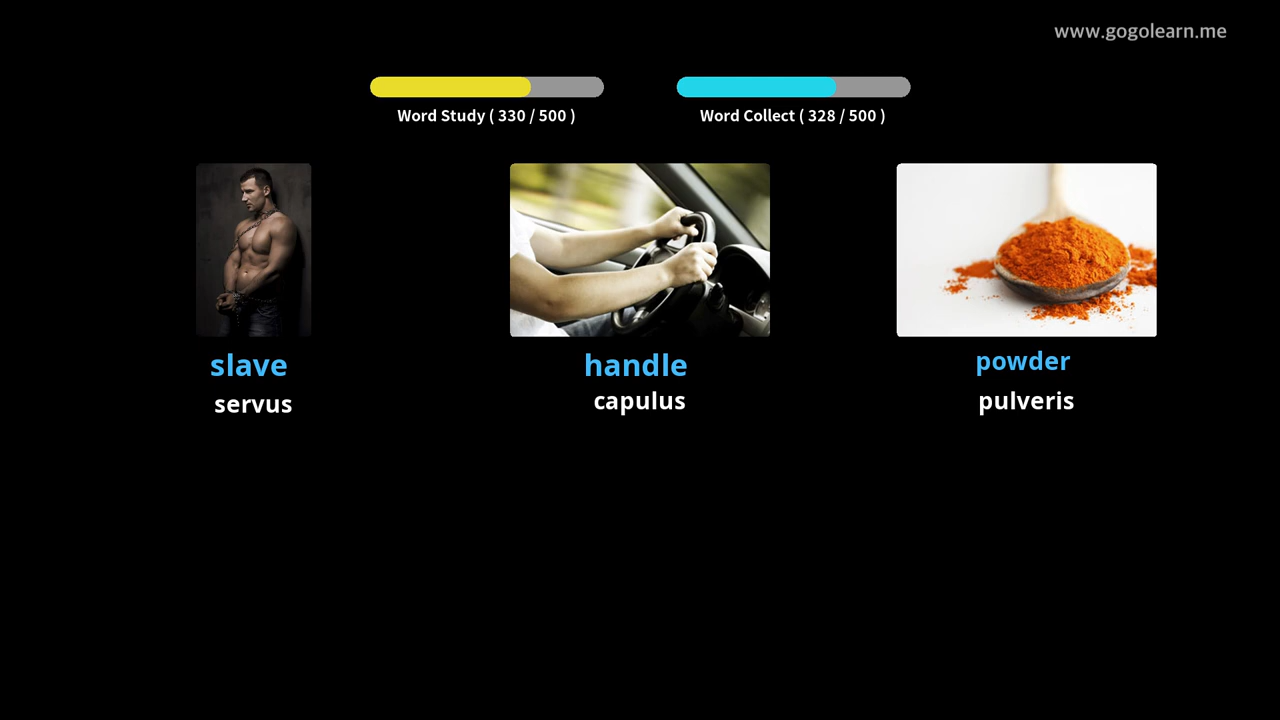 www.gogolearn.me
Word Study ( 330 / 500 )
Word Collect ( 328 / 500 )
slave
servus
handle
capulus
powder
pulveris